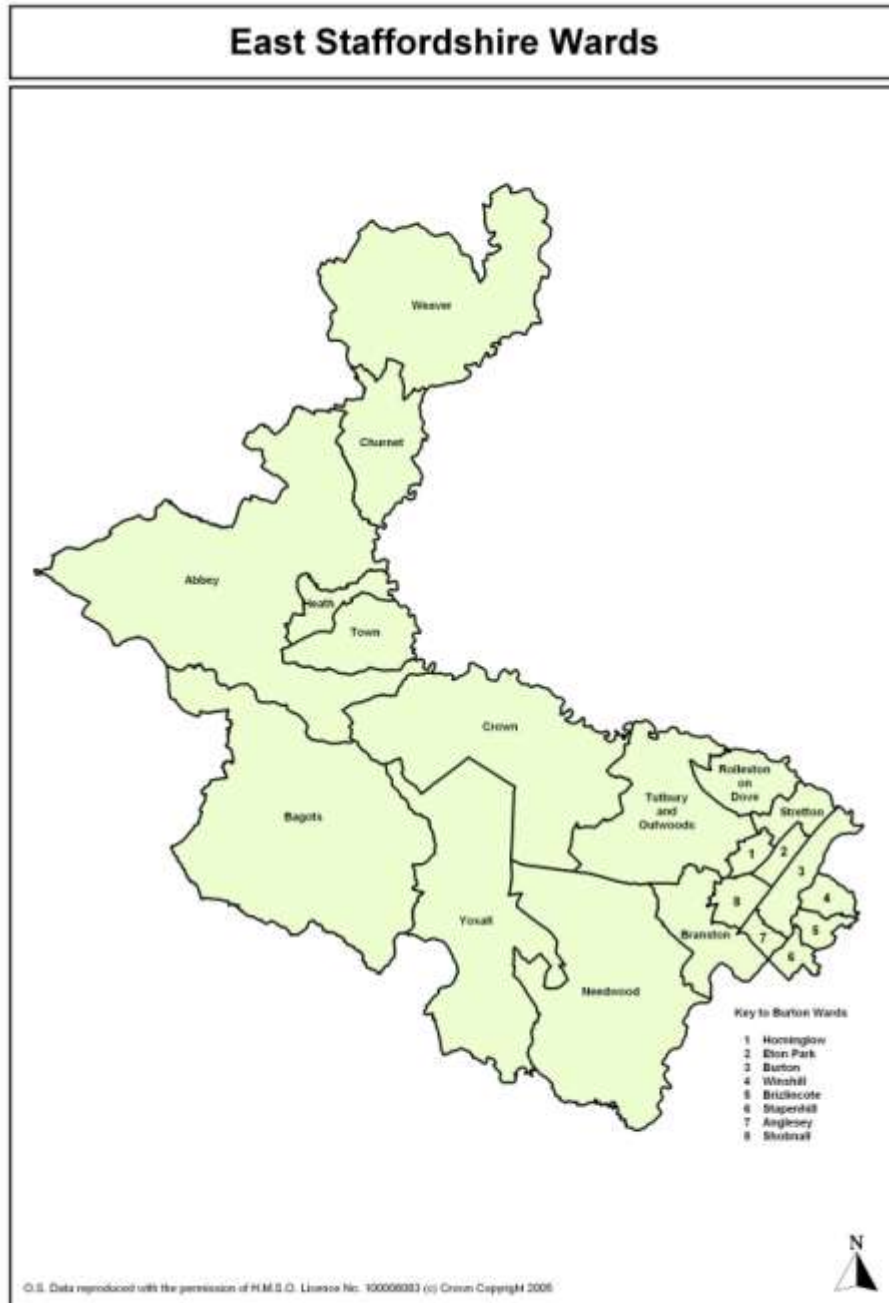 East Staffordshire Wards
Weaver
Churnet
Abbey
Heath
Town
Crown
Rolleston
on
Dove
Tutbury
and
Outwoods
Stretton
Bagots
1
2
3
8
4
Yoxall
Branston
7
5
6
Needwood
Key to Burton Wards
1 Horninglow
2 Eton Park
3 Burton
4 Winshill
5 Brizlincote
6 Stapenhill
7 Anglesey
8 Shobnall
N
O.S. Data reproduced with the permission of H.M.S.O. Licence No. 100006083 (c) Crown Copyright 2005